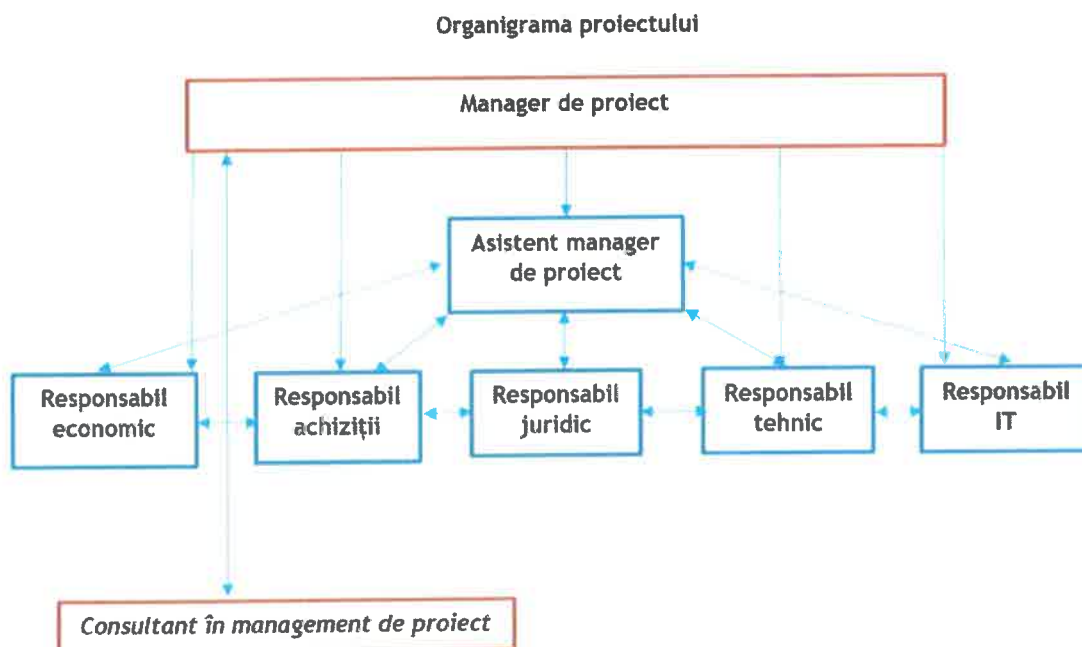 Organigrama proiectului
Manager de proiect
Asistent manager
de proiect
Responsabil
economic
Responsabil
achiziții
Responsabil
juridic
Responsabil
tehnic
Responsabil
IT
Consultant în management de proiect